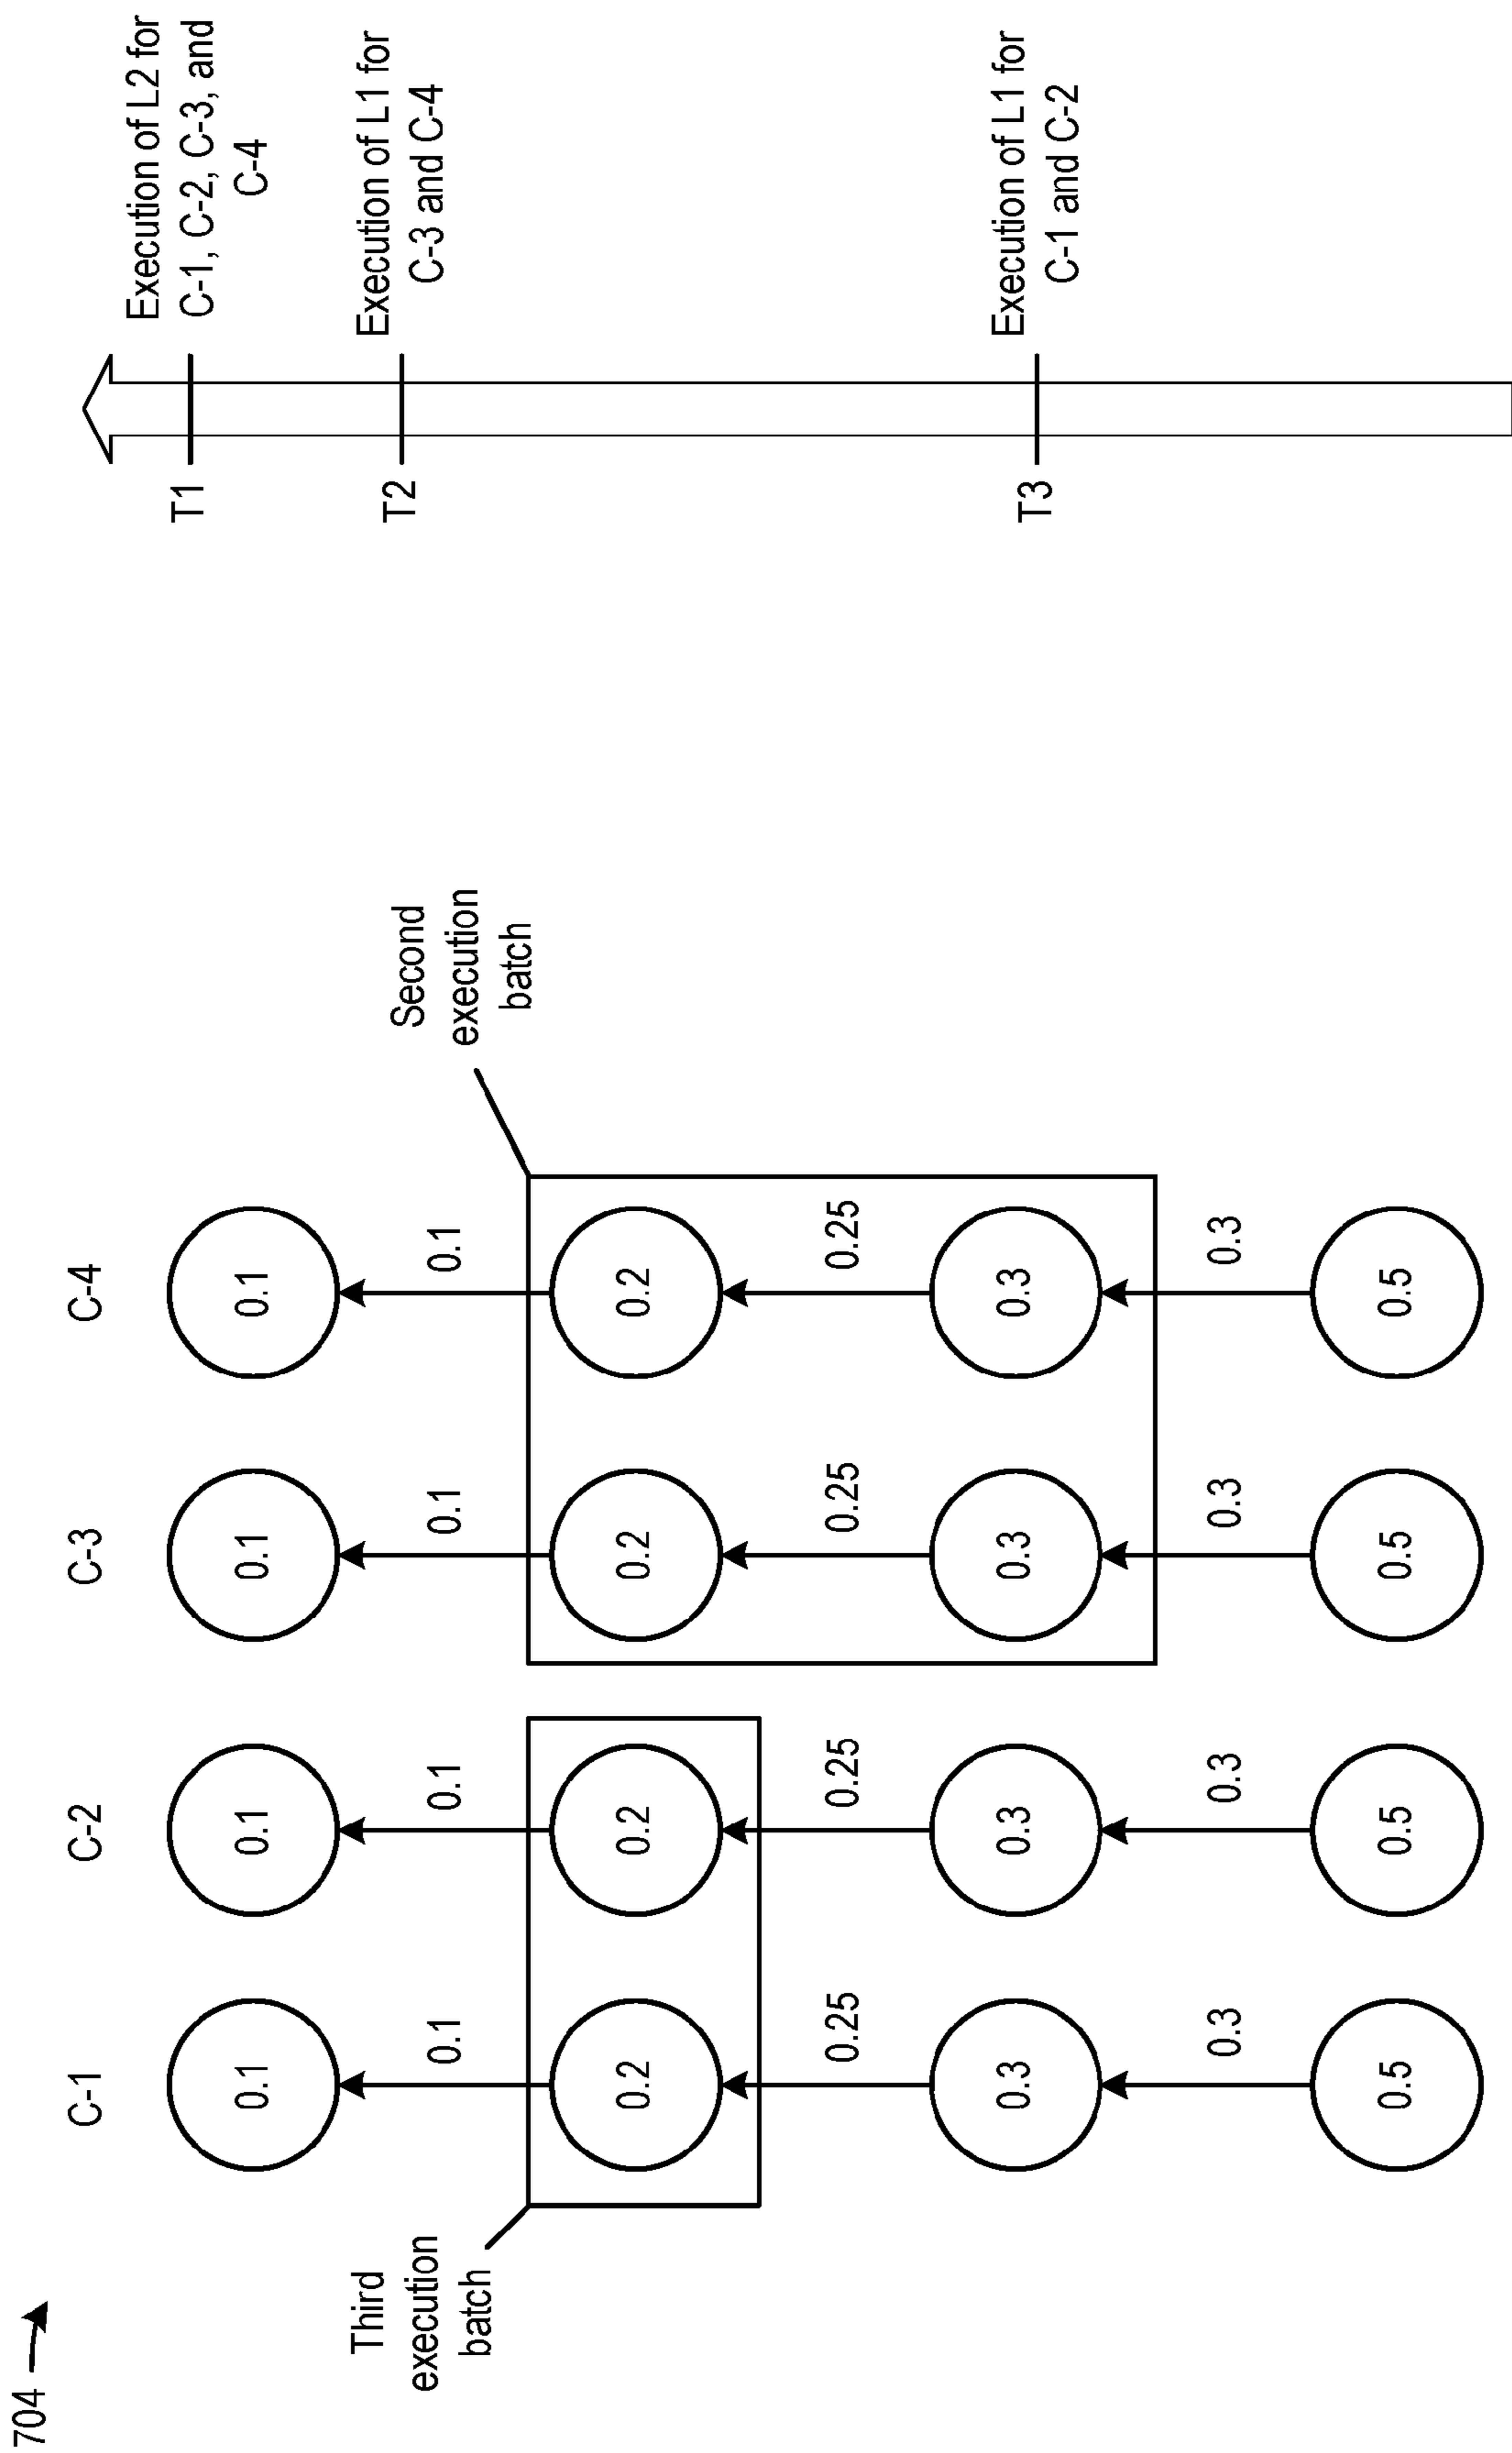 704
C-1
C-2
C-3
C-4
0.1
0.1
0.1
0.1
0.1
0.1
0.1
0.1
Third
execution
batch
Second
execution
batch
0.2
0.2
0.2
0.2
0.25
0.25
0.25
0.25
0.3
0.3
0.3
0.3
0.3
0.3
0.3
0.3
0.5
0.5
0.5
0.5
T1
Execution of L2 for
C-1, C-2, C-3, and
C-4
T2
Execution of L1 for
C-3 and C-4
T3
Execution of L1 for
C-1 and C-2